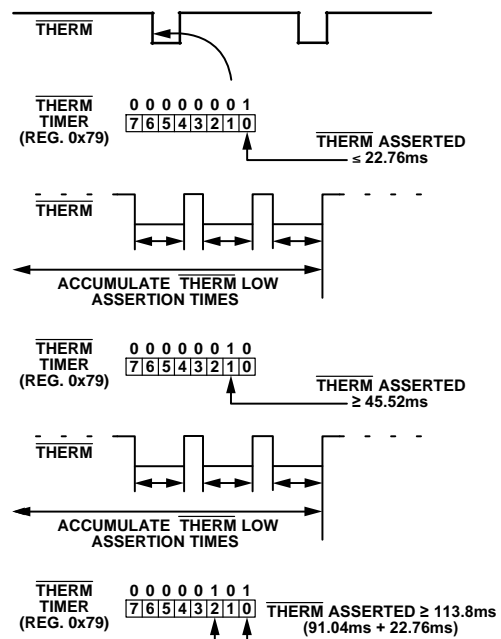 THERM
THERM
TIMER
(REG. 0x79)
0 0 0 0 0 0 0 1
7 6 5 4 3 2 1 0
THERM ASSERTED
≤ 22.76ms
THERM
ACCUMULATE THERM LOW
ASSERTION TIMES
THERM
TIMER
(REG. 0x79)
0 0 0 0 0 0 1 0
7 6 5 4 3 2 1 0
THERM ASSERTED
≥ 45.52ms
THERM
ACCUMULATE THERM LOW
ASSERTION TIMES
THERM
TIMER
(REG. 0x79)
0 0 0 0 0 1 0 1
7 6 5 4 3 2 1 0
THERM ASSERTED ≥ 113.8ms
(91.04ms + 22.76ms)